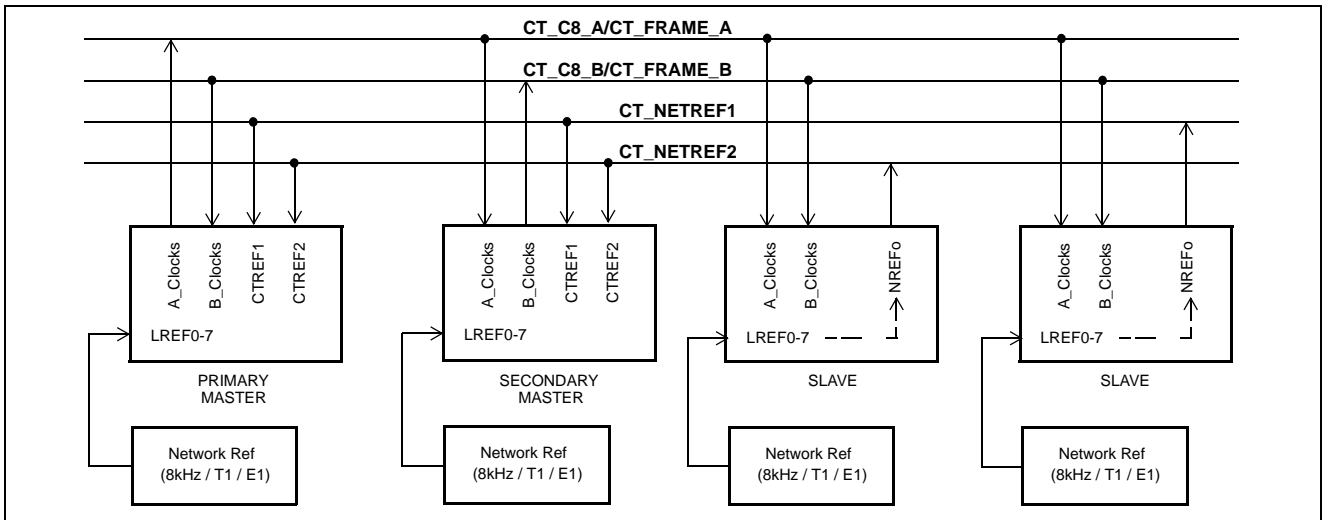 CT_C8_A/CT_FRAME_A
CT_C8_B/CT_FRAME_B
CT_NETREF1
CT_NETREF2
A_Clocks
B_Clocks
CTREF1
CTREF2
LREF0-7
PRIMARY
MASTER
Network Ref
(8kHz / T1 / E1)
A_Clocks
B_Clocks
CTREF1
CTREF2
LREF0-7
SECONDARY
MASTER
Network Ref
(8kHz / T1 / E1)
A_Clocks
B_Clocks
NREFo
LREF0-7
SLAVE
Network Ref
(8kHz / T1 / E1)
A_Clocks
B_Clocks
NREFo
LREF0-7
SLAVE
Network Ref
(8kHz / T1 / E1)